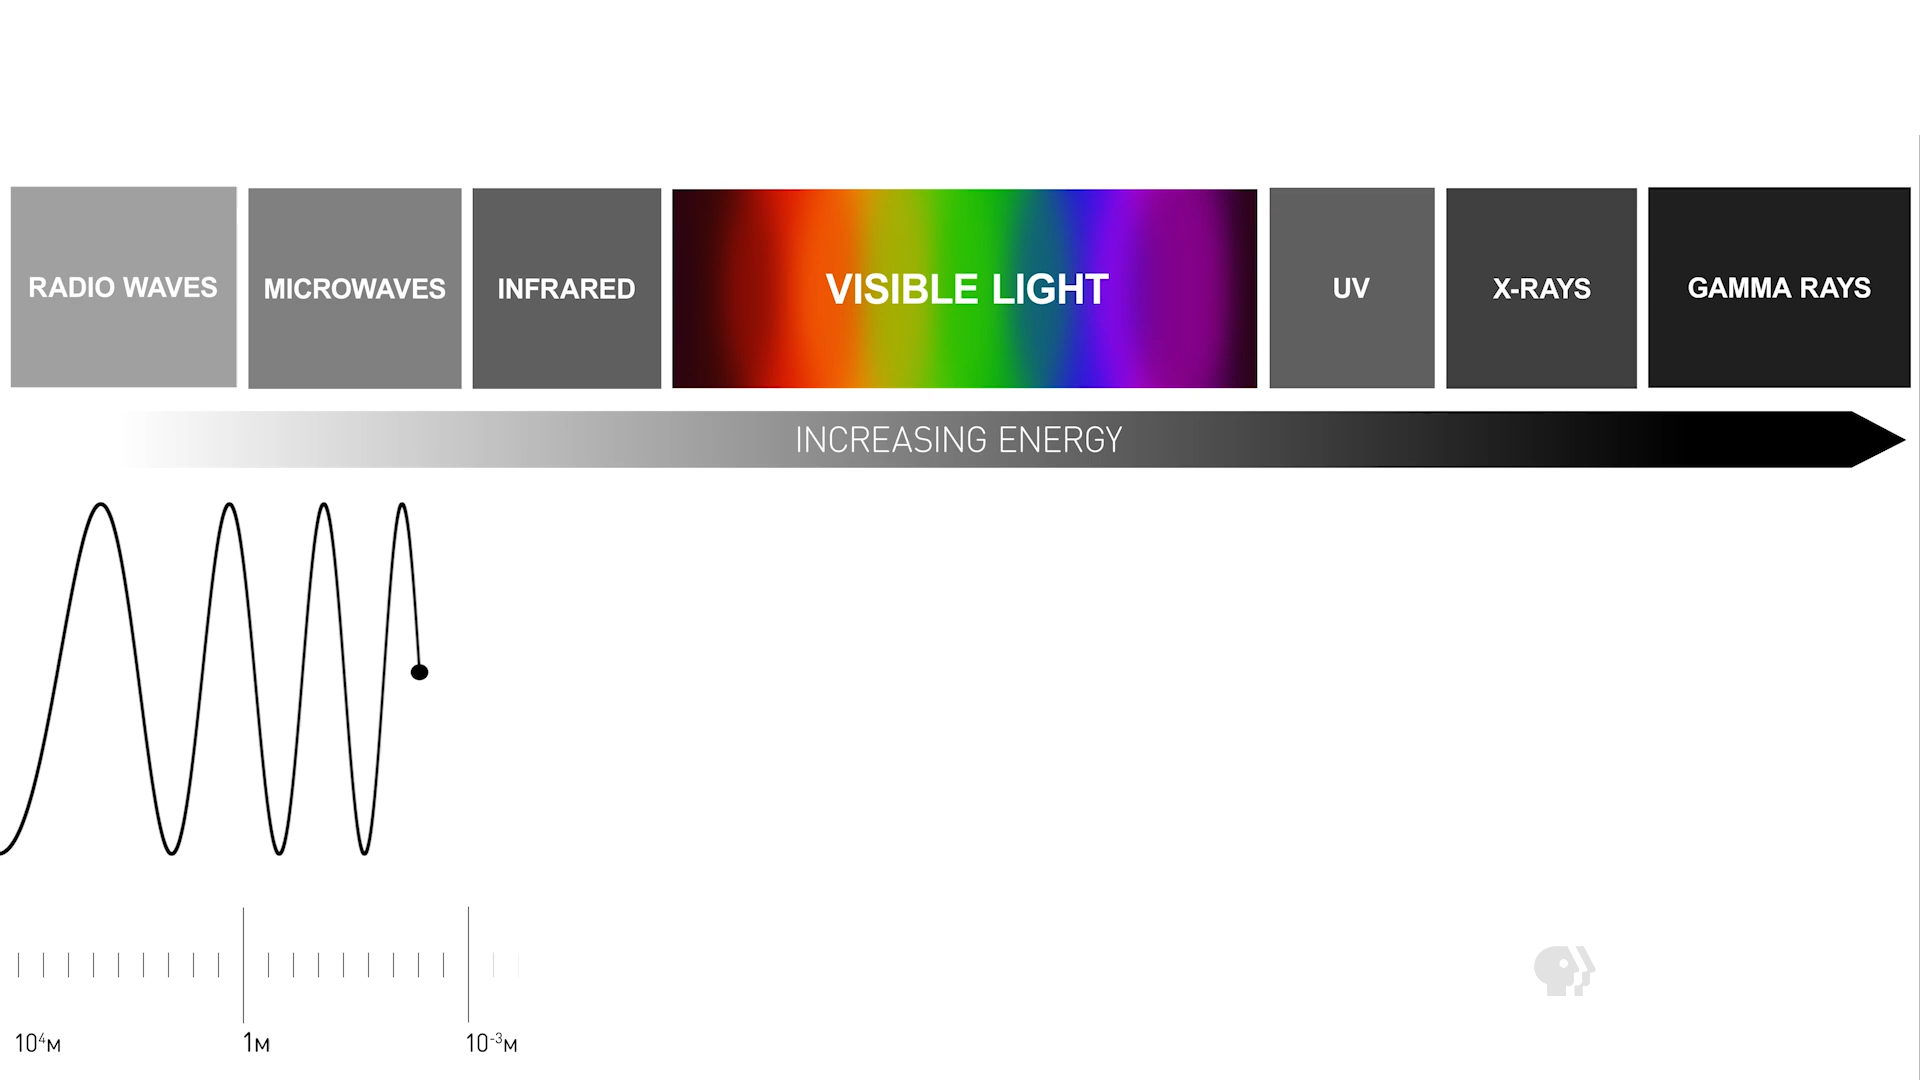 RADIO WAVES
MICROWAVES
INFRARED
VISIBLE LIGHT
UV
X-RAYS
GAMMA RAYS
INCREASING ENERGY
10⁴M
1M
10⁻³M